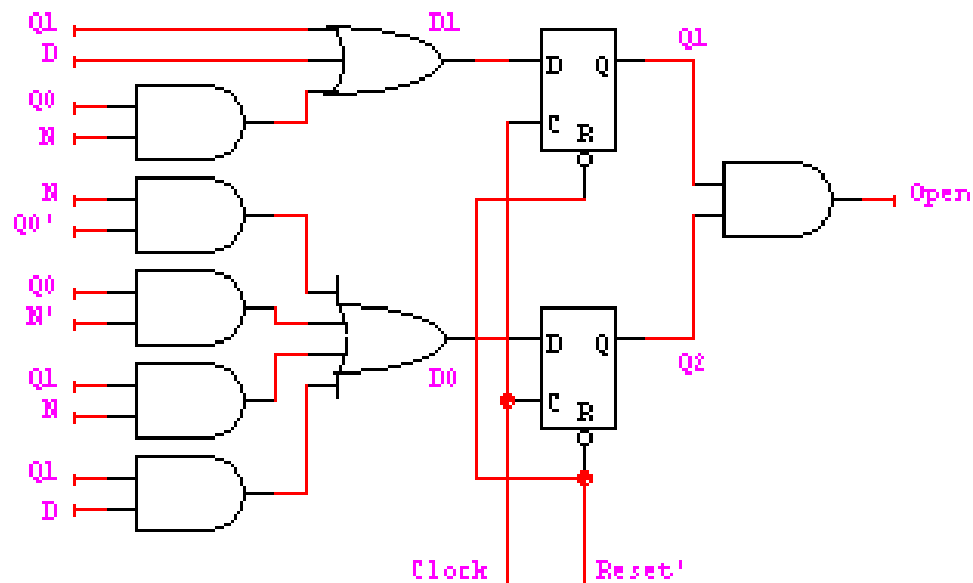 Q1
D1
Q1
D
D
Q
Q0
C
N
R
N
Open
Q0'
Q0
N'
D
Q
Q1
D0
Q2
N
C
R
Q1
D
Clock
Reset'